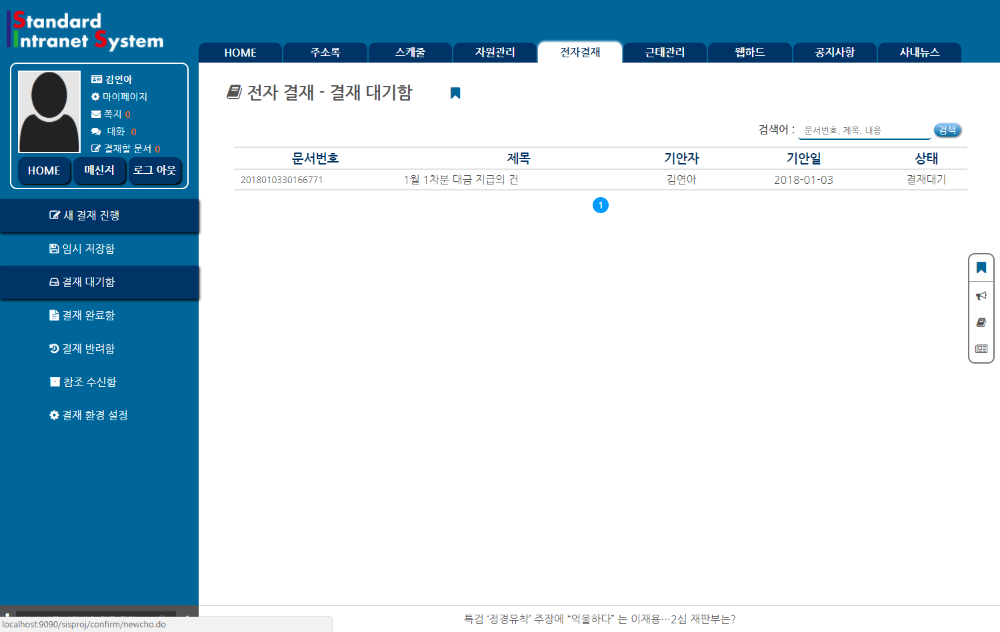 Standard
Intranet System
HOME 주소록 스케줄 자원관리 전자결재 근태관리 웹하드 공지사항 사내뉴스
김연아
마이페이지
쪽지 0
대화 0
결재할 문서 0
HOME 메신저 로그 아웃
새 결재 진행
임시 저장함
결재 대기함
결재 완료함
결재 반려함
참조 수신함
결재 환경 설정
전자 결재 - 결재 대기함
검색어 : 문서번호, 제목, 내용 검색
문서번호 제목 기안자 기안일 상태
2018010330166771 1월 1차분 대금 지급의 건 김연아 2018-01-03 결재대기
1
특검 ‘정경유착’ 주장에 “억울하다” 는 이재용…2심 재판부는?
localhost:9090/sisproj/confirm/newcho.do